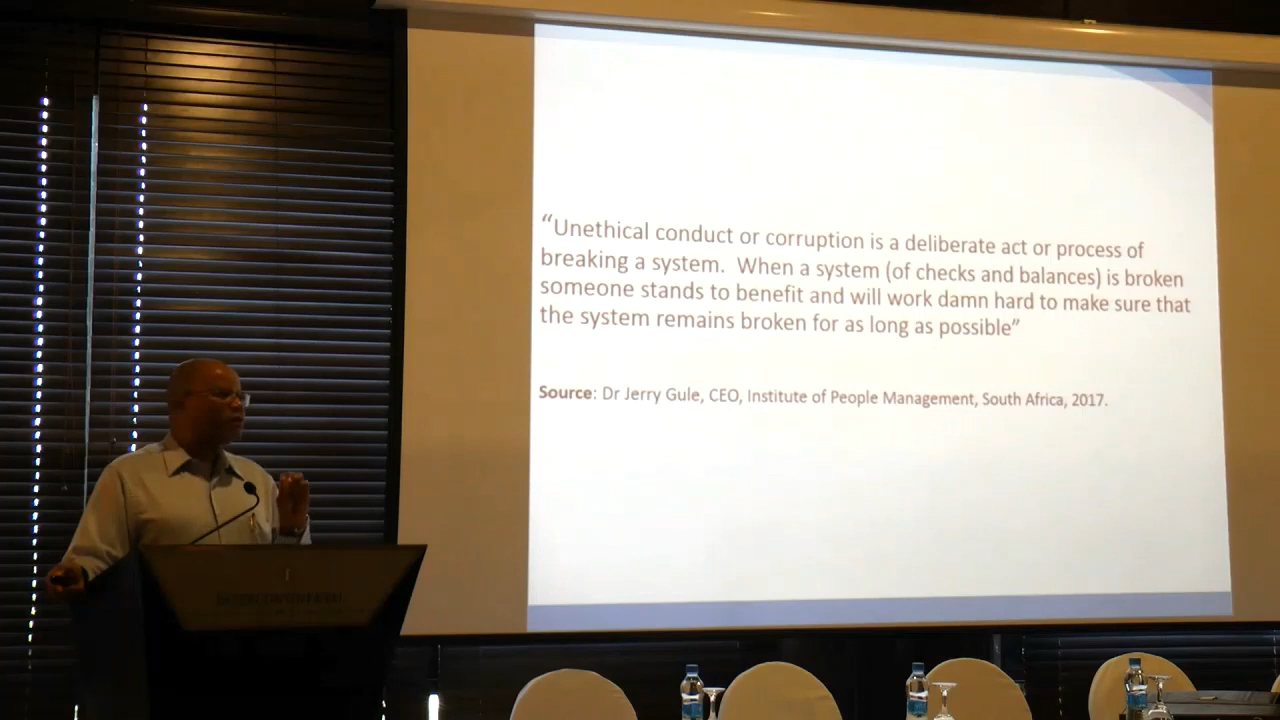 “Unethical conduct or corruption is a deliberate act or process of
breaking a system.  When a system (of checks and balances) is broken
someone stands to benefit and will work damn hard to make sure that
the system remains broken for as long as possible”
Source: Dr Jerry Gule, CEO, Institute of People Management, South Africa, 2017.